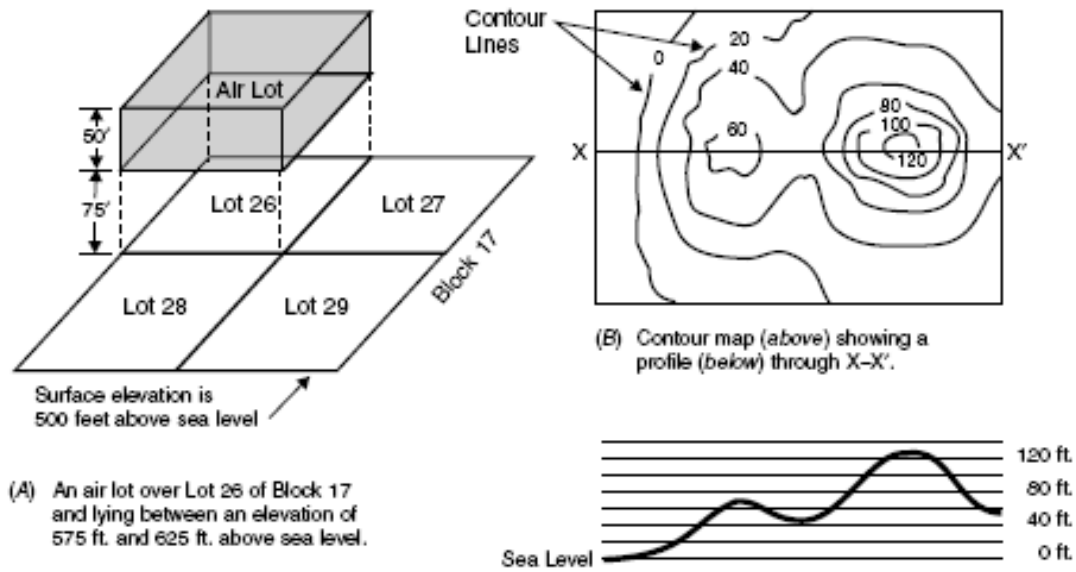 Air Lot
50′
75′
Lot 26
Lot 27
Lot 28
Lot 29
Block 17
Surface elevation is
500 feet above sea level
(A) An air lot over Lot 26 of Block 17
and lying between an elevation of
575 ft. and 625 ft. above sea level.
Contour
Lines
0
20
40
60
80
100
120
X
X′
(B) Contour map (above) showing a
profile (below) through X–X′.
120 ft.
80 ft.
40 ft.
0 ft.
Sea Level